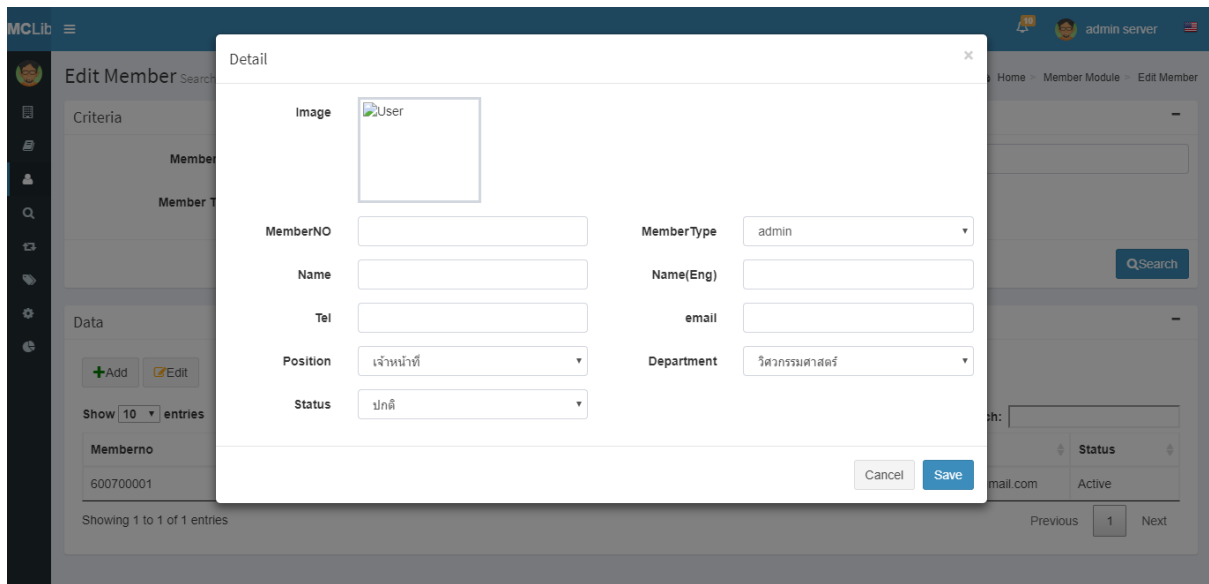 MCLib
10
admin server
Detail ×
Edit Member Search
Home > Member Module > Edit Member
Criteria
Image User
Member
Member T
MemberNO MemberType admin
Name Name(Eng)
Search
Tel email
Data
Position เจ้าหน้าที่ Department วิศวกรรมศาสตร์
Add Edit
Status ปกติ
Show 10 entries
ch:
Memberno Status
Cancel Save
600700001 mail.com Active
Showing 1 to 1 of 1 entries Previous 1 Next